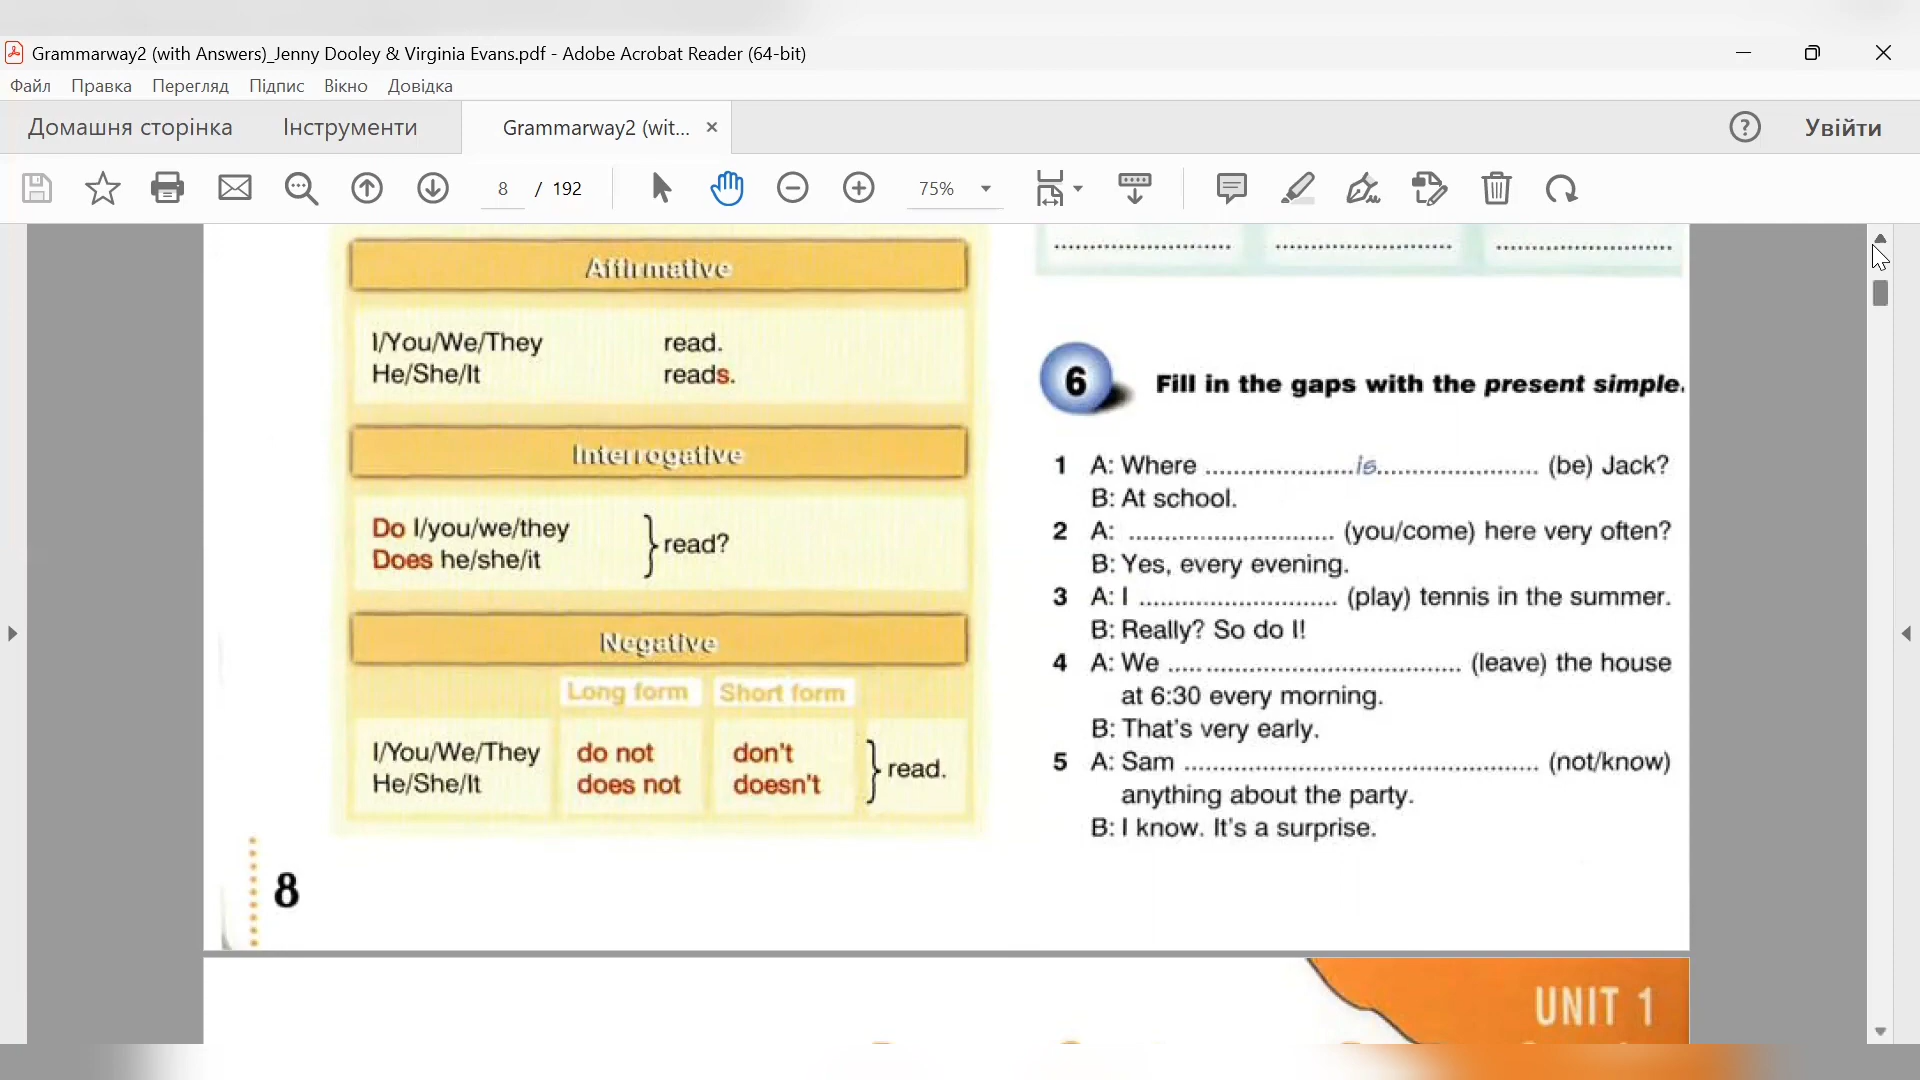 Grammarway2 (with Answers)_Jenny Dooley & Virginia Evans.pdf - Adobe Acrobat Reader (64-bit)
Файл Правка Перегляд Підпис Вікно Довідка
Домашня сторінка Інструменти Grammarway2 (wit... Увійти
8 / 192 75%
Affirmative
I/You/We/They read.
He/She/It reads.
Interrogative
Do I/you/we/they
Does he/she/it
read?
Negative
Long form Short form
I/You/We/They do not don't
He/She/It does not doesn't
read.
8
6 Fill in the gaps with the present simple.
1 A: Where .....................is....................... (be) Jack?
B: At school.
2 A: ............................. (you/come) here very often?
B: Yes, every evening.
3 A: I ............................ (play) tennis in the summer.
B: Really? So do I!
4 A: We ......................................... (leave) the house
at 6:30 every morning.
B: That's very early.
5 A: Sam .................................................. (not/know)
anything about the party.
B: I know. It's a surprise.
UNIT 1